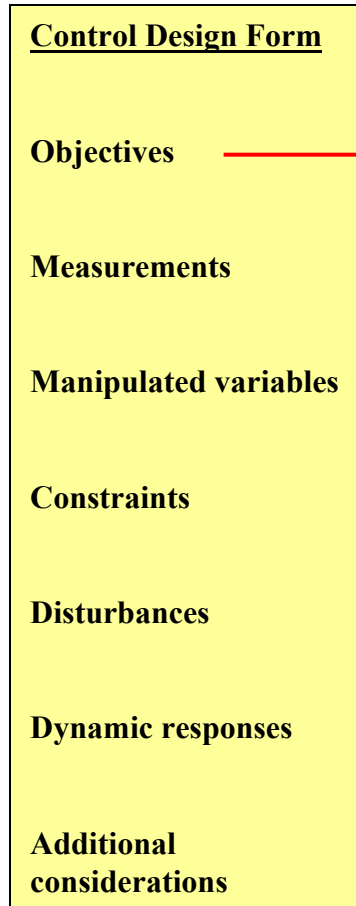 Control Design Form
Objectives
Measurements
Manipulated variables
Constraints
Disturbances
Dynamic responses
Additional
considerations